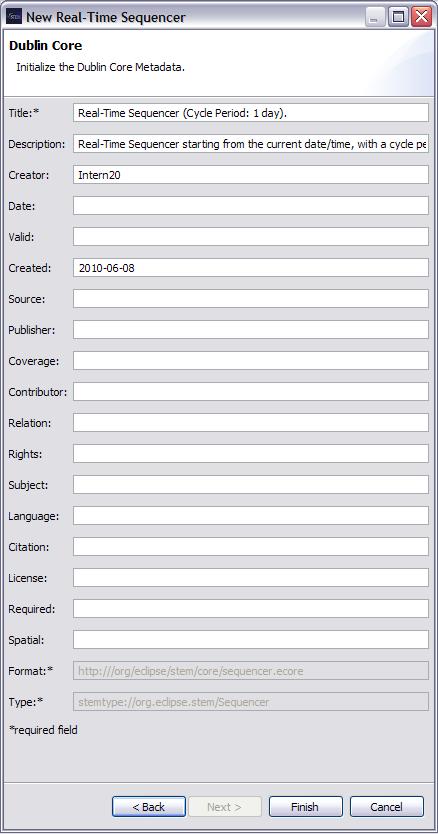 New Real-Time Sequencer
Dublin Core
Initialize the Dublin Core Metadata.
Title:* Real-Time Sequencer (Cycle Period: 1 day).
Description: Real-Time Sequencer starting from the current date/time, with a cycle pe
Creator: Intern20
Date:
Valid:
Created: 2010-06-08
Source:
Publisher:
Coverage:
Contributor:
Relation:
Rights:
Subject:
Language:
Citation:
License:
Required:
Spatial:
Format:* http:///org/eclipse/stem/core/sequencer.ecore
Type:* stemtype://org.eclipse.stem/Sequencer
*required field
< Back Next > Finish Cancel